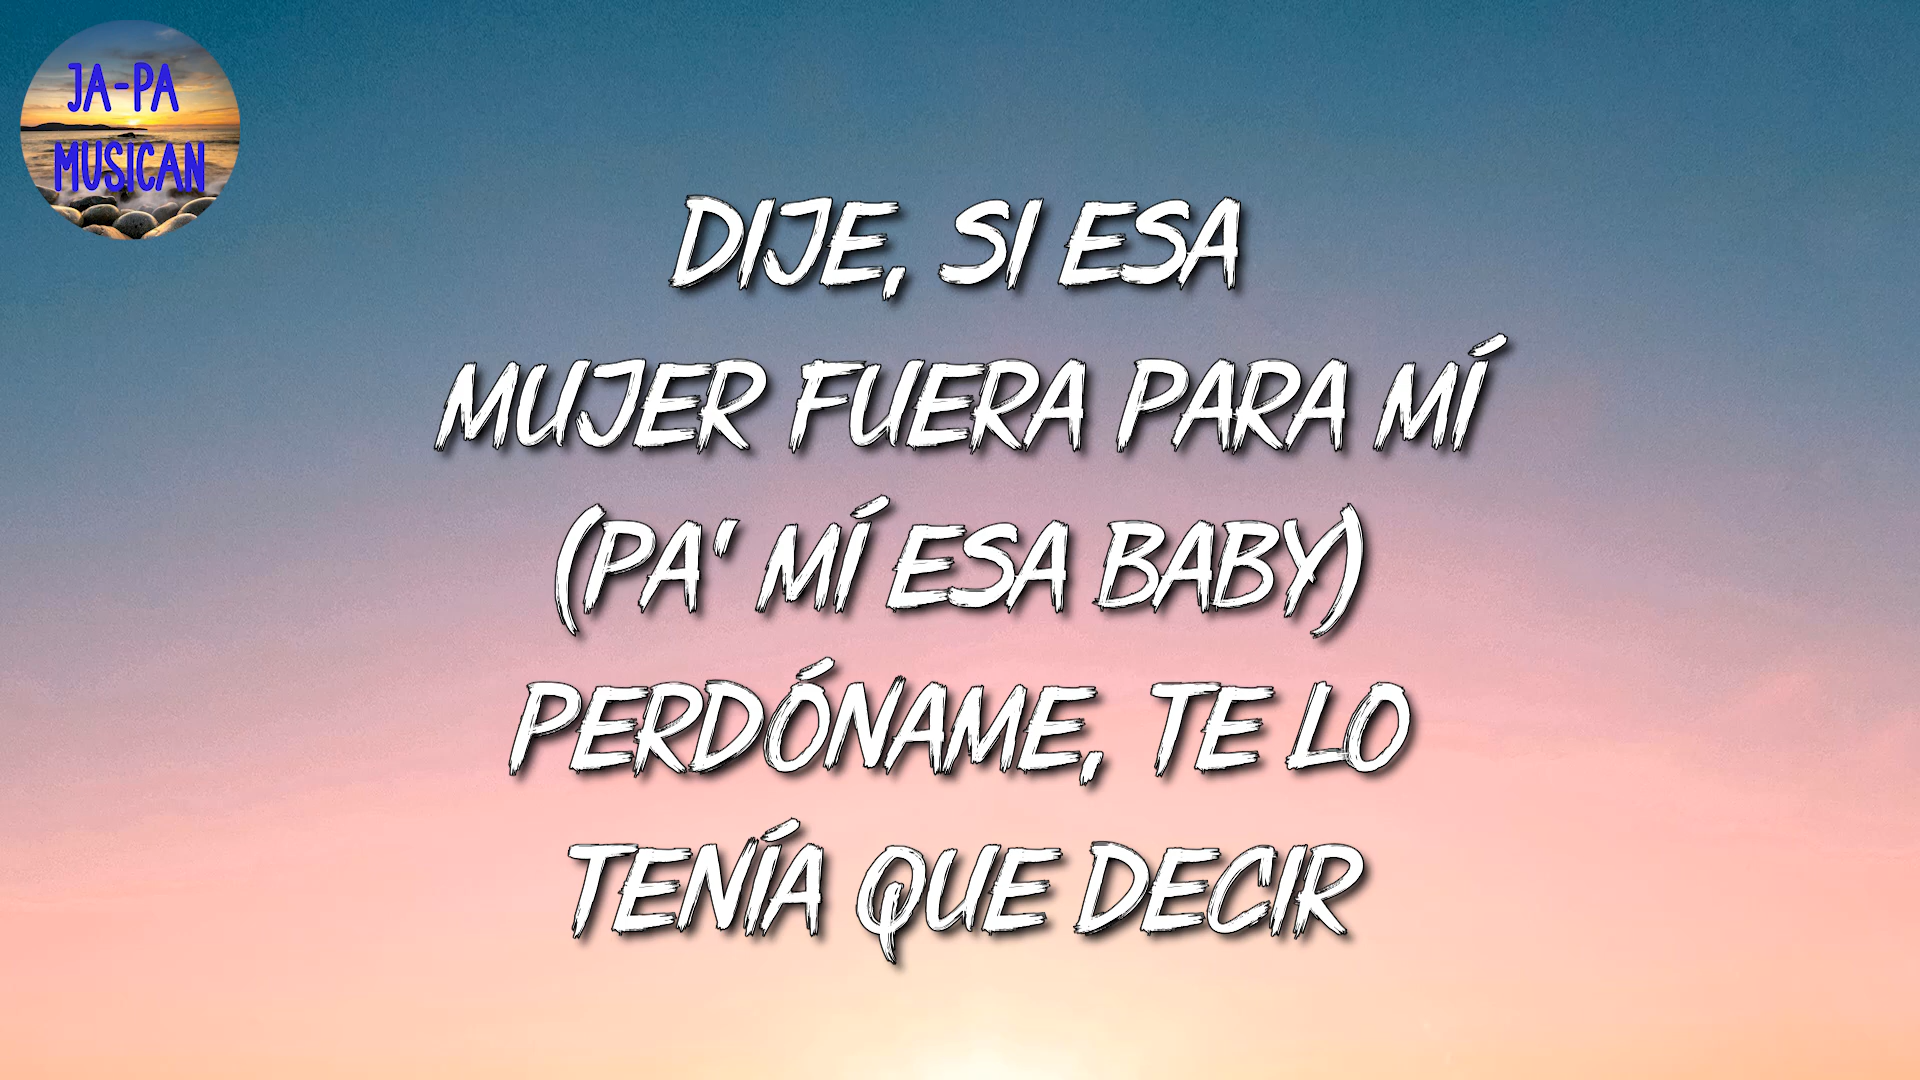 JA-PA
MUSICAN
DIJE, SI ESA
MUJER FUERA PARA MÍ
(PA' MÍ ESA BABY)
PERDÓNAME, TE LO
TENÍA QUE DECIR